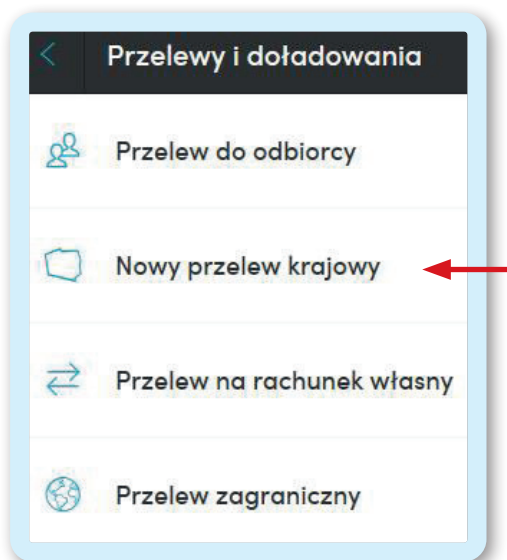 Przelewy i doładowania
Przelew do odbiorcy
Nowy przelew krajowy
Przelew na rachunek własny
Przelew zagraniczny